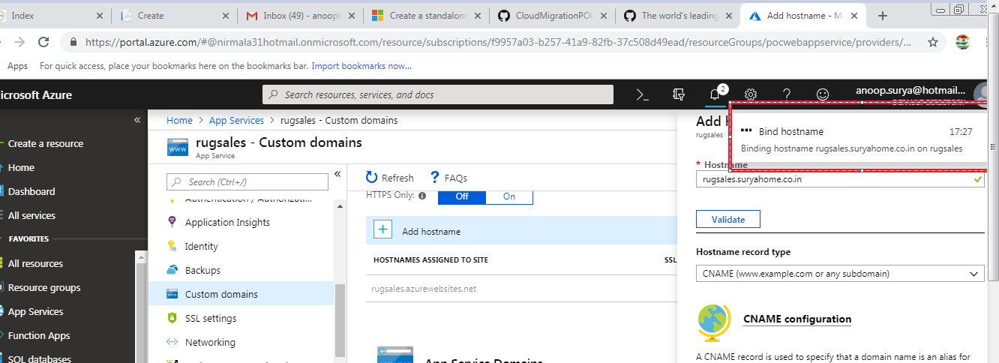 Index
Create
Inbox (49) - anoopk
Create a standalone
CloudMigrationPOC
The world's leading
Add hostname - Mi
https://portal.azure.com/#@nirmala31hotmail.onmicrosoft.com/resource/subscriptions/f9957a03-b257-41a9-82fb-37c508d49ead/resourceGroups/pocwebappservice/providers/...
Apps For quick access, place your bookmarks here on the bookmarks bar. Import bookmarks now...
icrosoft Azure
Search resources, services, and docs
2
anoop.surya@hotmail...
«
Create a resource
Home
Dashboard
All services
FAVORITES
All resources
Resource groups
App Services
Function Apps
SQL databases
Home > App Services > rugsales - Custom domains
rugsales - Custom domains
App Service
Search (Ctrl+/)
«
Authentication / Authorizati...
Application Insights
Identity
Backups
Custom domains
SSL settings
Networking
Refresh
FAQs
HTTPS Only:
Off
On
Add hostname
HOSTNAMES ASSIGNED TO SITE
SSL
rugsales.azurewebsites.net
App Service Domains
Add h
rugsales
Bind hostname 17:27
Binding hostname rugsales.suryahome.co.in on rugsales
* Hostname
rugsales.suryahome.co.in
Validate
Hostname record type
CNAME (www.example.com or any subdomain)
CNAME configuration
A CNAME record is used to specify that a domain name is an alias for